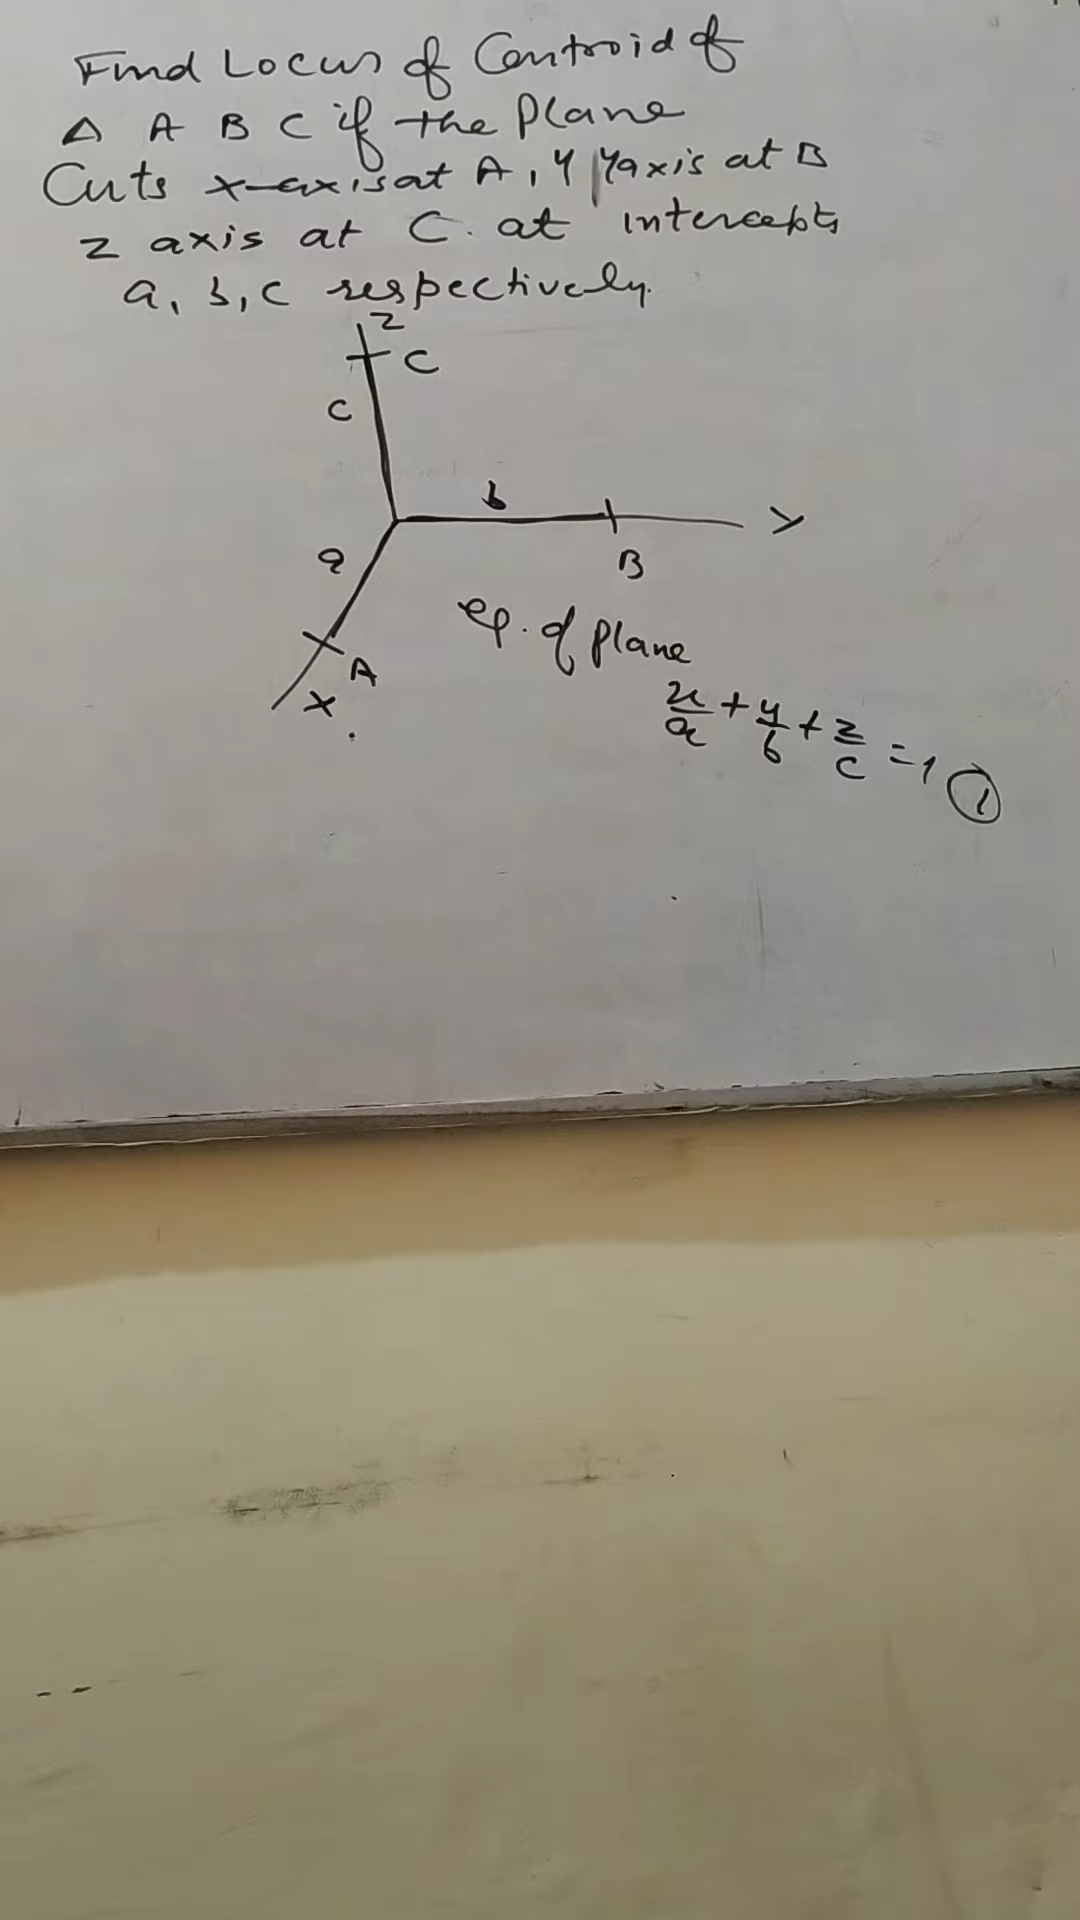 Find Locus of Centroid of
Δ A B C if the Plane
Cuts x-axis at A, y yaxis at B
z axis at C. at intercepts
a, b, c respectively.
z
C
c
b
y
B
a
A
x
eq. of plane
x/a + y/b + z/c = 1 ①